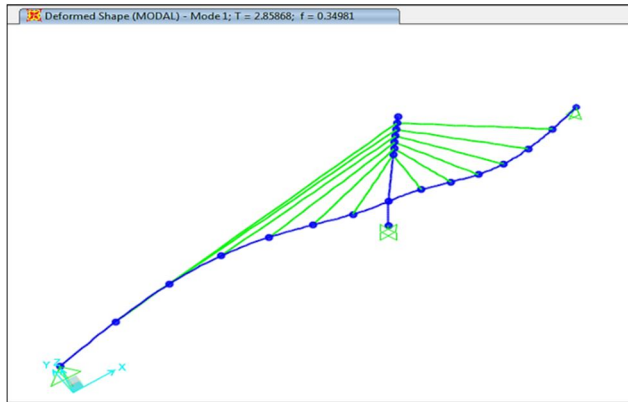 Deformed Shape (MODAL) - Mode 1; T = 2.85868; f = 0.34981
Y Z X